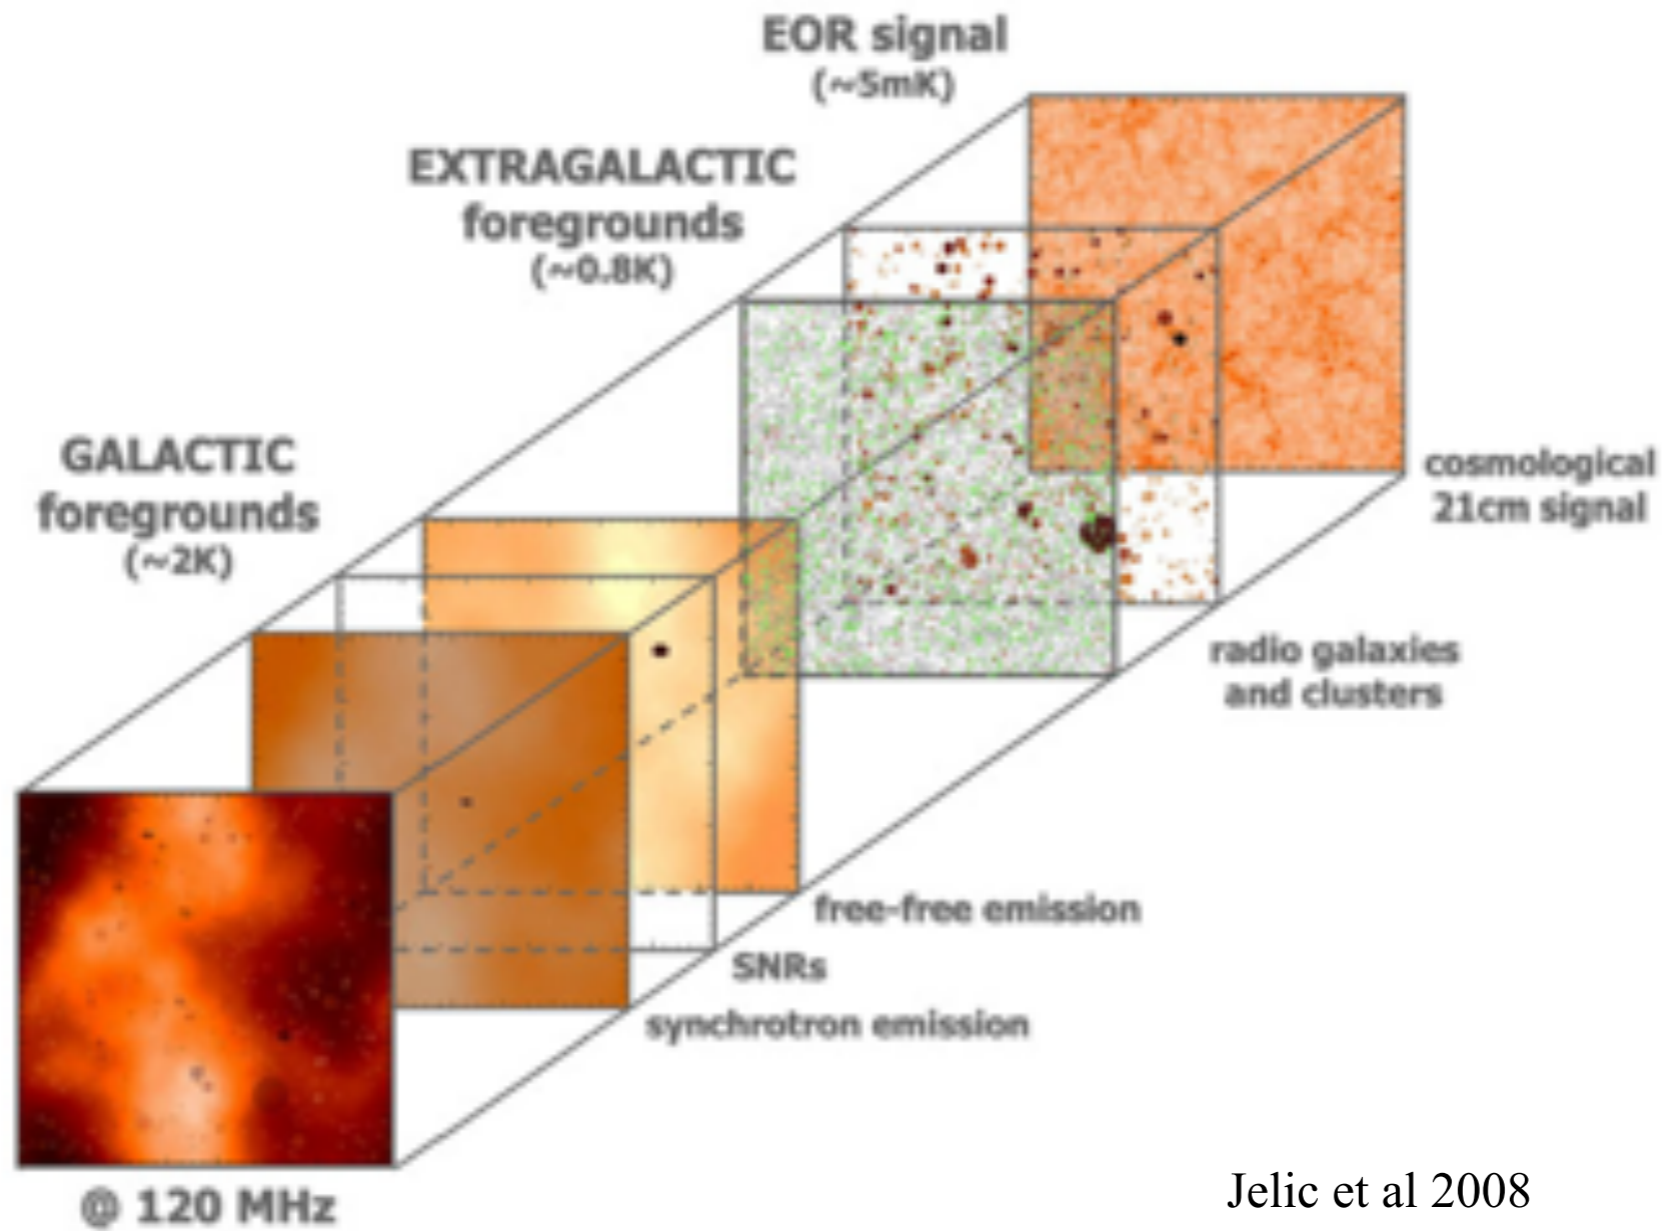 EOR signal
(~5mK)
EXTRAGALACTIC
foregrounds
(~0.8K)
GALACTIC
foregrounds
(~2K)
cosmological
21cm signal
radio galaxies
and clusters
free-free emission
SNRs
synchrotron emission
@ 120 MHz
Jelic et al 2008